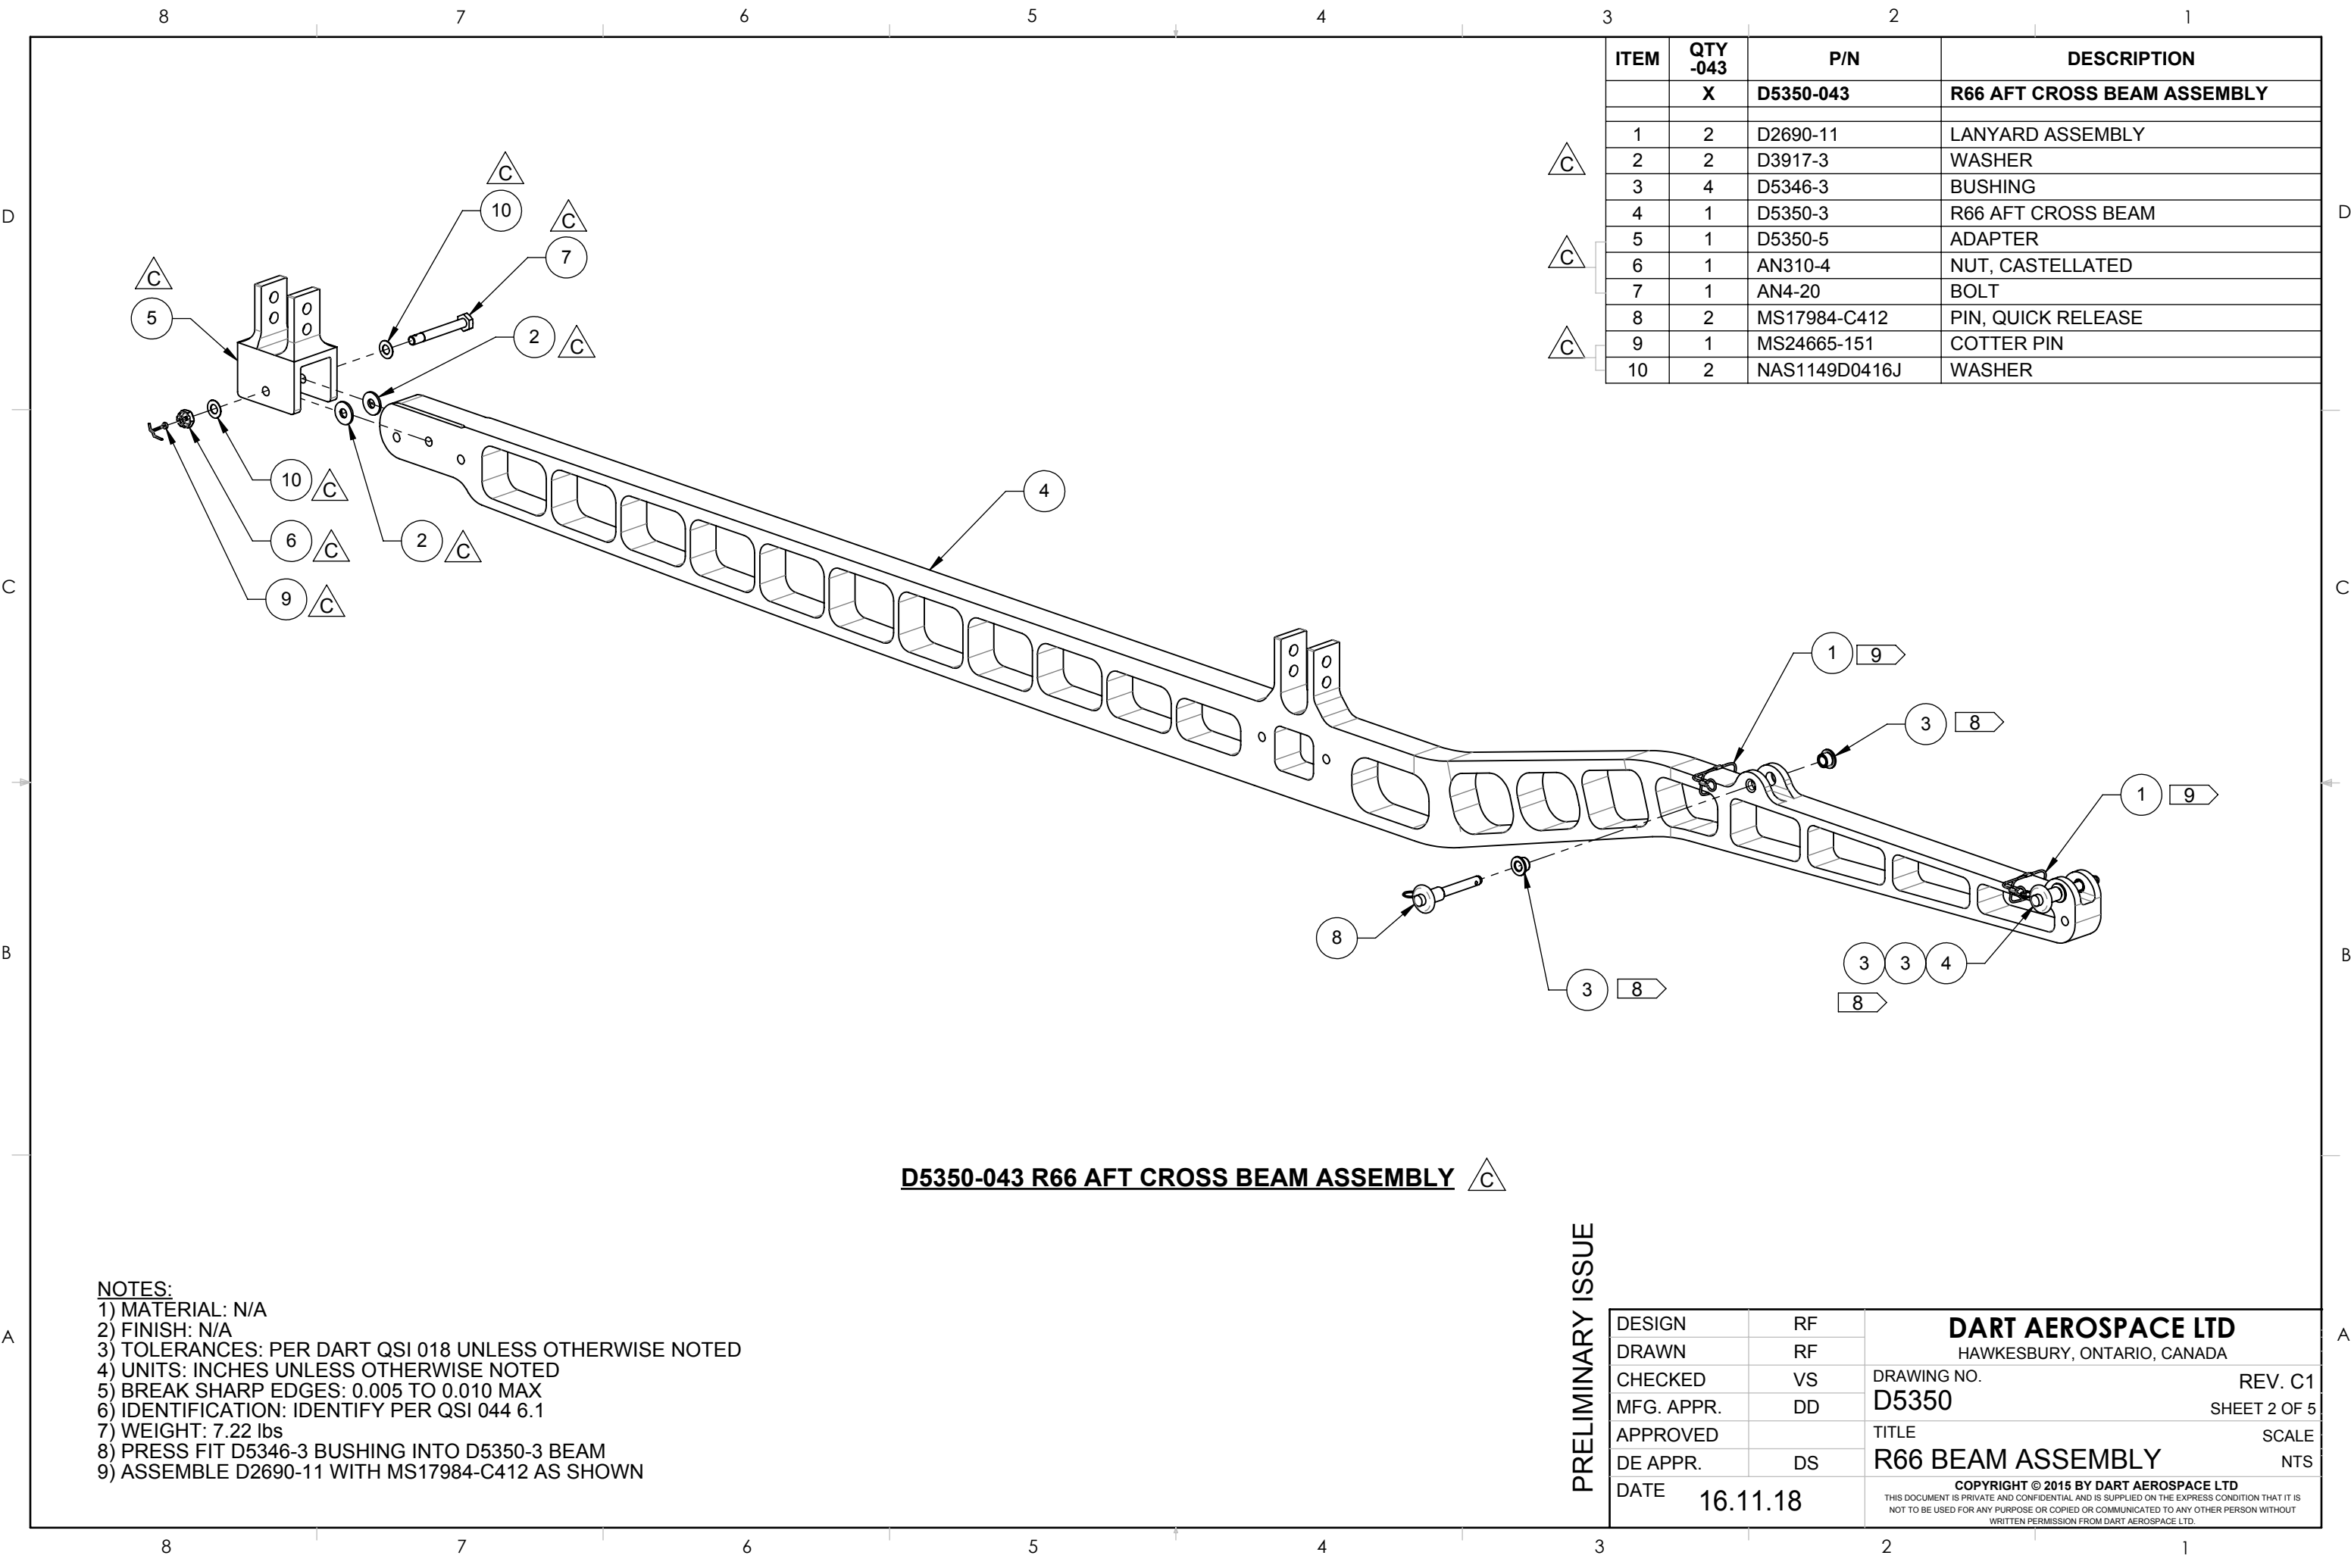 8 7 6 5 4 3 2 1
ITEM QTY -043 P/N DESCRIPTION
X D5350-043 R66 AFT CROSS BEAM ASSEMBLY
1 2 D2690-11 LANYARD ASSEMBLY
C
2 2 D3917-3 WASHER
3 4 D5346-3 BUSHING
4 1 D5350-3 R66 AFT CROSS BEAM
5 1 D5350-5 ADAPTER
C
6 1 AN310-4 NUT, CASTELLATED
7 1 AN4-20 BOLT
8 2 MS17984-C412 PIN, QUICK RELEASE
C
9 1 MS24665-151 COTTER PIN
10 2 NAS1149D0416J WASHER
C
10
C
7
D
D
C
5
2 C
10 C
4
6 C
2 C
C
C
9 C
1 9
3 8
1 9
8
B
B
3 3 4
8
3 8
D5350-043 R66 AFT CROSS BEAM ASSEMBLY C
NOTES:
1) MATERIAL: N/A
2) FINISH: N/A
3) TOLERANCES: PER DART QSI 018 UNLESS OTHERWISE NOTED
4) UNITS: INCHES UNLESS OTHERWISE NOTED
5) BREAK SHARP EDGES: 0.005 TO 0.010 MAX
6) IDENTIFICATION: IDENTIFY PER QSI 044 6.1
7) WEIGHT: 7.22 lbs
8) PRESS FIT D5346-3 BUSHING INTO D5350-3 BEAM
9) ASSEMBLE D2690-11 WITH MS17984-C412 AS SHOWN
A
A
PRELIMINARY ISSUE
DESIGN RF
DRAWN RF
CHECKED VS
MFG. APPR. DD
APPROVED
DE APPR. DS
DATE 16.11.18
DART AEROSPACE LTD
HAWKESBURY, ONTARIO, CANADA
DRAWING NO. REV. C1
D5350 SHEET 2 OF 5
TITLE SCALE
R66 BEAM ASSEMBLY NTS
COPYRIGHT © 2015 BY DART AEROSPACE LTD
THIS DOCUMENT IS PRIVATE AND CONFIDENTIAL AND IS SUPPLIED ON THE EXPRESS CONDITION THAT IT IS
NOT TO BE USED FOR ANY PURPOSE OR COPIED OR COMMUNICATED TO ANY OTHER PERSON WITHOUT
WRITTEN PERMISSION FROM DART AEROSPACE LTD.
8 7 6 5 4 3 2 1